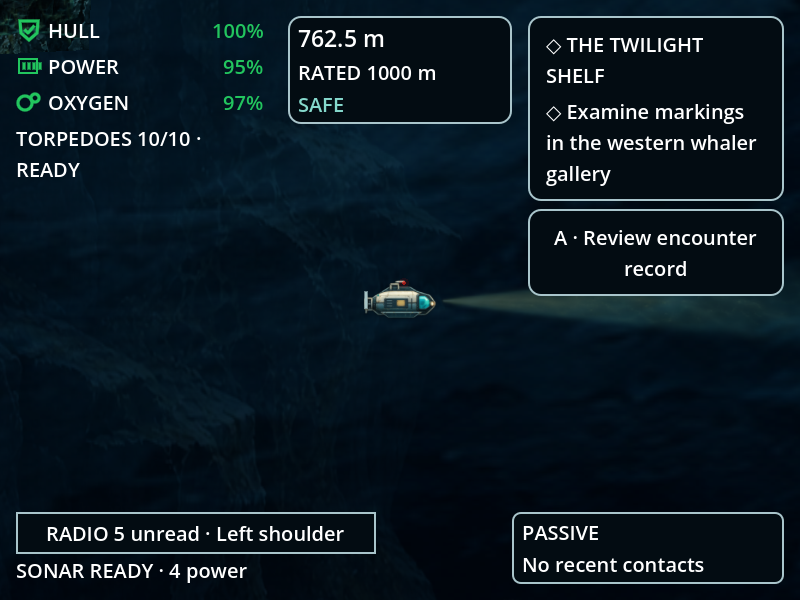 HULL 100%
POWER 95%
OXYGEN 97%
TORPEDOES 10/10 ·
READY
762.5 m
RATED 1000 m
SAFE
◇ THE TWILIGHT
SHELF
◇ Examine markings
in the western whaler
gallery
A · Review encounter
record
RADIO 5 unread · Left shoulder
SONAR READY · 4 power
PASSIVE
No recent contacts